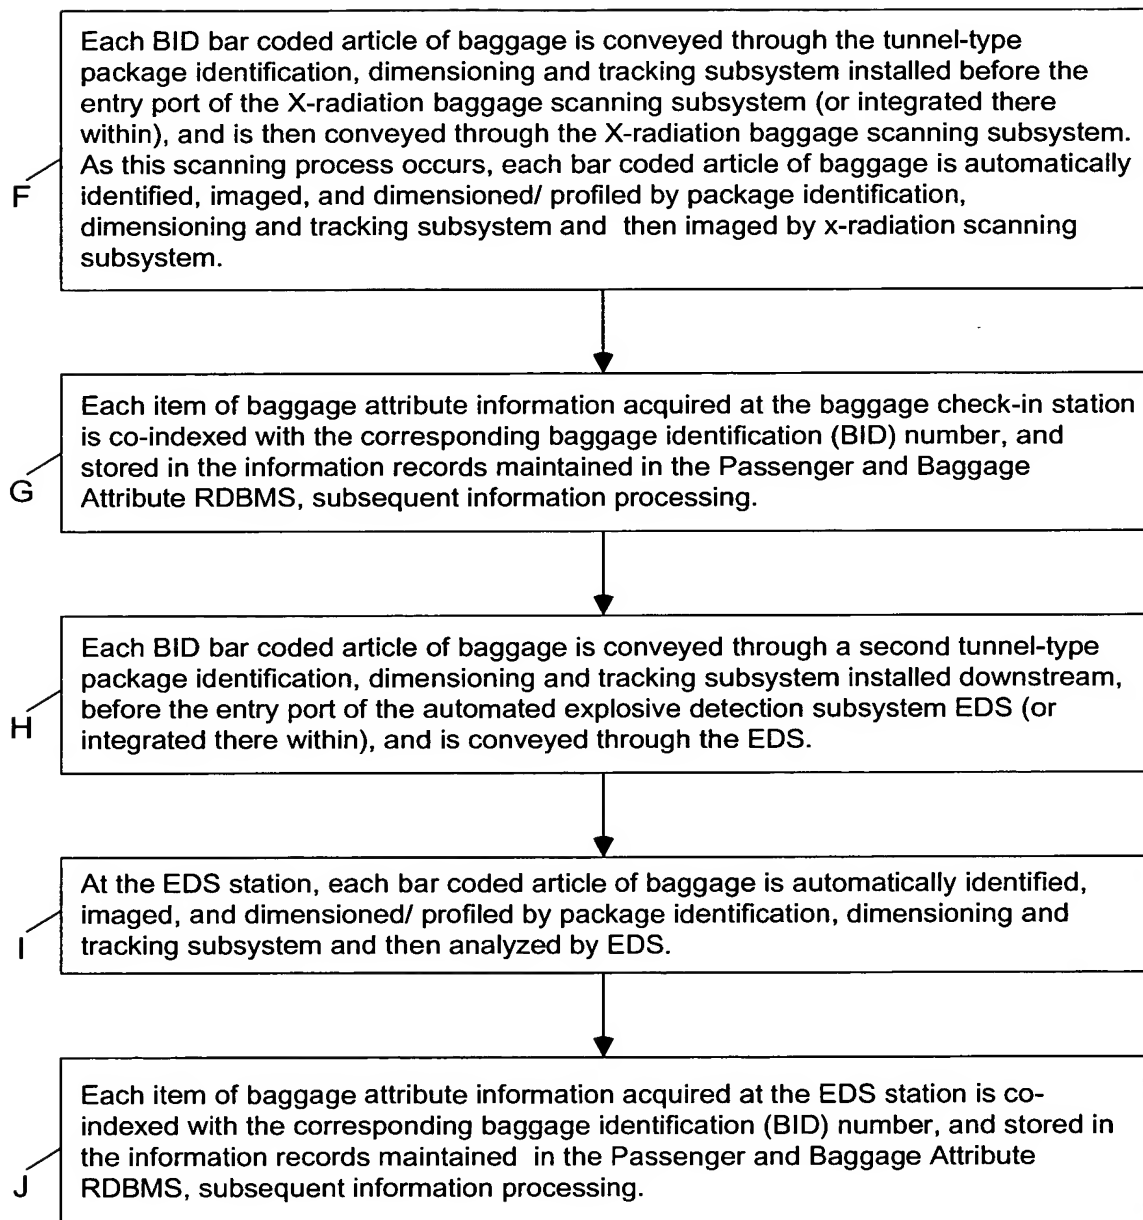 Each BID bar coded article of baggage is conveyed through the tunnel-type
package identification, dimensioning and tracking subsystem installed before the
entry port of the X-radiation baggage scanning subsystem (or integrated there
within), and is then conveyed through the X-radiation baggage scanning subsystem.
As this scanning process occurs, each bar coded article of baggage is automatically
identified, imaged, and dimensioned/ profiled by package identification,
dimensioning and tracking subsystem and then imaged by x-radiation scanning
subsystem.
F
Each item of baggage attribute information acquired at the baggage check-in station
is co-indexed with the corresponding baggage identification (BID) number, and
stored in the information records maintained in the Passenger and Baggage
Attribute RDBMS, subsequent information processing.
G
Each BID bar coded article of baggage is conveyed through a second tunnel-type
package identification, dimensioning and tracking subsystem installed downstream,
before the entry port of the automated explosive detection subsystem EDS (or
integrated there within), and is conveyed through the EDS.
H
At the EDS station, each bar coded article of baggage is automatically identified,
imaged, and dimensioned/ profiled by package identification, dimensioning and
tracking subsystem and then analyzed by EDS.
I
Each item of baggage attribute information acquired at the EDS station is co-
indexed with the corresponding baggage identification (BID) number, and stored in
the information records maintained in the Passenger and Baggage Attribute
RDBMS, subsequent information processing.
J